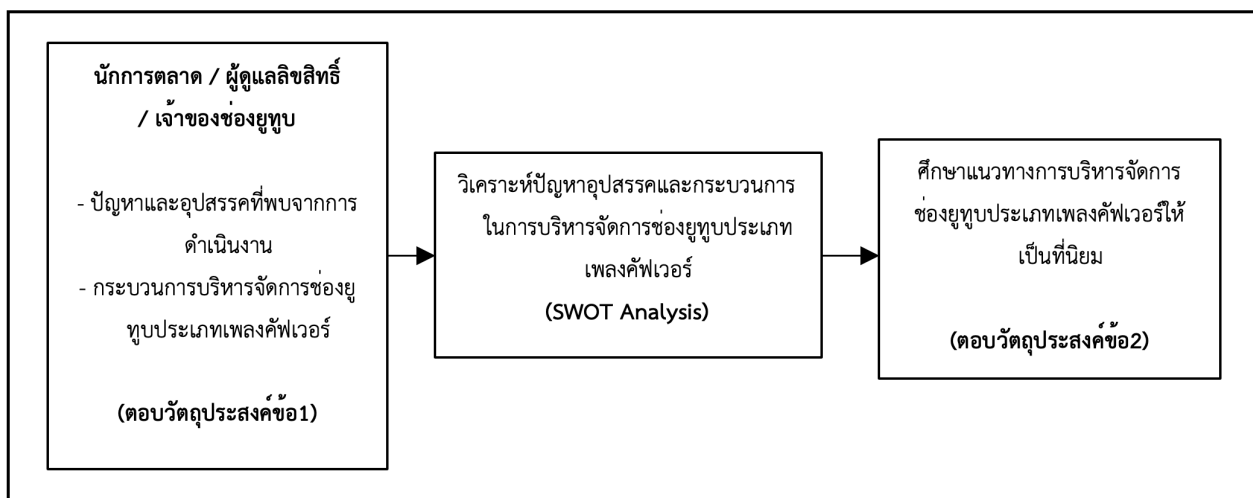 นักการตลาด / ผู้ดูแลลิขสิทธิ์
/ เจ้าของช่องยูทูบ
- ปัญหาและอุปสรรคที่พบจากการ
ดำเนินงาน
- กระบวนการบริหารจัดการช่องยู
ทูบประเภทเพลงคัฟเวอร์
(ตอบวัตถุประสงค์ข้อ1)
วิเคราะห์ปัญหาอุปสรรคและกระบวนการ
ในการบริหารจัดการช่องยูทูบประเภท
เพลงคัฟเวอร์
(SWOT Analysis)
ศึกษาแนวทางการบริหารจัดการ
ช่องยูทูบประเภทเพลงคัฟเวอร์ให้
เป็นที่นิยม
(ตอบวัตถุประสงค์ข้อ2)